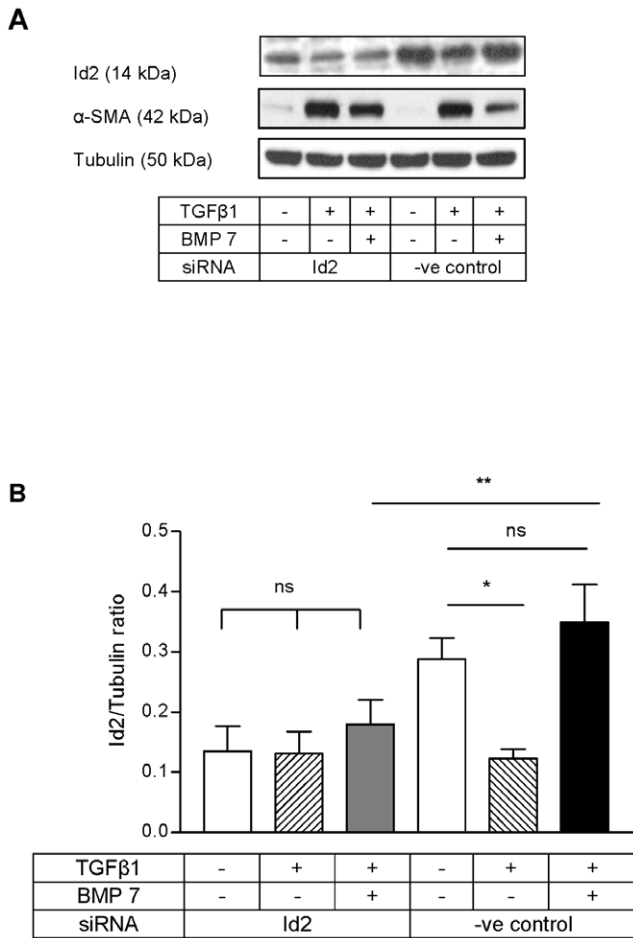 A
Id2 (14 kDa)
α-SMA (42 kDa)
Tubulin (50 kDa)
TGFβ1 - + + - + +
BMP 7 - - + - - +
siRNA Id2 -ve control
B
**
ns
*
ns
Id2/Tubulin ratio
0.5
0.4
0.3
0.2
0.1
0.0
TGFβ1 - + + - + +
BMP 7 - - + - - +
siRNA Id2 -ve control